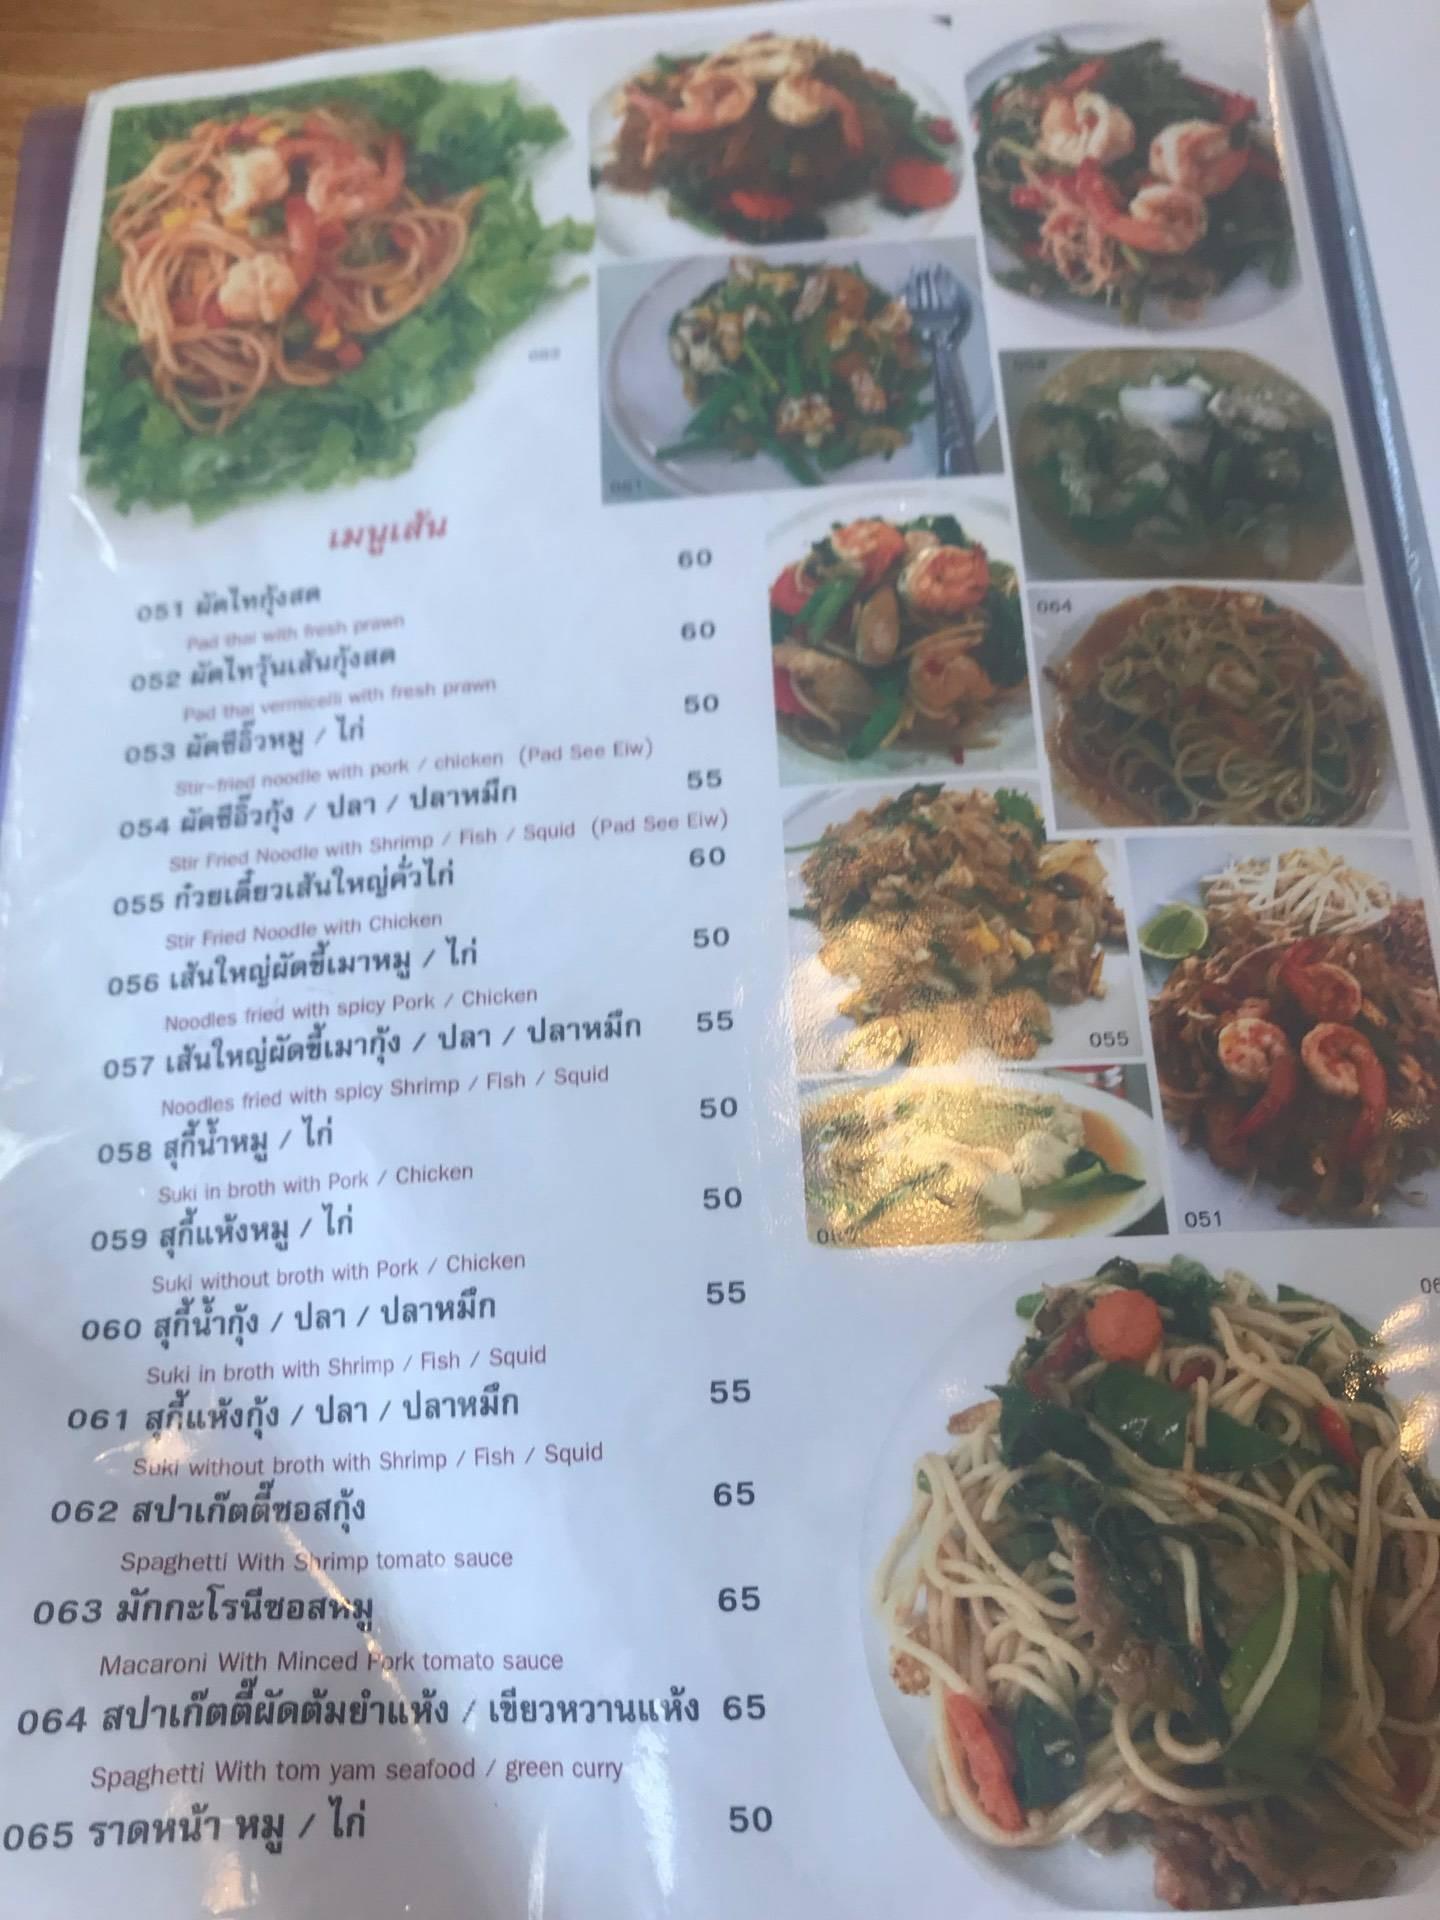 เมนูเส้น
051 ผัดไทกุ้งสด 60
Pad thai with fresh prawn
052 ผัดไทวุ้นเส้นกุ้งสด 60
Pad thai vermicelli with fresh prawn
053 ผัดซีอิ๊วหมู / ไก่ 50
Stir-fried noodle with pork / chicken (Pad See Eiw)
054 ผัดซีอิ๊วกุ้ง / ปลา / ปลาหมึก 55
Stir Fried Noodle with Shrimp / Fish / Squid (Pad See Eiw)
055 ก๋วยเตี๋ยวเส้นใหญ่คั่วไก่ 60
Stir Fried Noodle with Chicken
056 เส้นใหญ่ผัดขี้เมาหมู / ไก่ 50
Noodles fried with spicy Pork / Chicken
057 เส้นใหญ่ผัดขี้เมากุ้ง / ปลา / ปลาหมึก 55
Noodles fried with spicy Shrimp / Fish / Squid
058 สุกี้น้ำหมู / ไก่ 50
Suki in broth with Pork / Chicken
059 สุกี้แห้งหมู / ไก่ 50
Suki without broth with Pork / Chicken
060 สุกี้น้ำกุ้ง / ปลา / ปลาหมึก 55
Suki in broth with Shrimp / Fish / Squid
061 สุกี้แห้งกุ้ง / ปลา / ปลาหมึก 55
Suki without broth with Shrimp / Fish / Squid
062 สปาเก๊ตตี๊ซอสกุ้ง 65
Spaghetti With Shrimp tomato sauce
063 มักกะโรนีซอสหมู 65
Macaroni With Minced Pork tomato sauce
064 สปาเก๊ตตี๊ผัดต้มยำแห้ง / เขียวหวานแห้ง 65
Spaghetti With tom yam seafood / green curry
065 ราดหน้า หมู / ไก่ 50
061
064
055
051